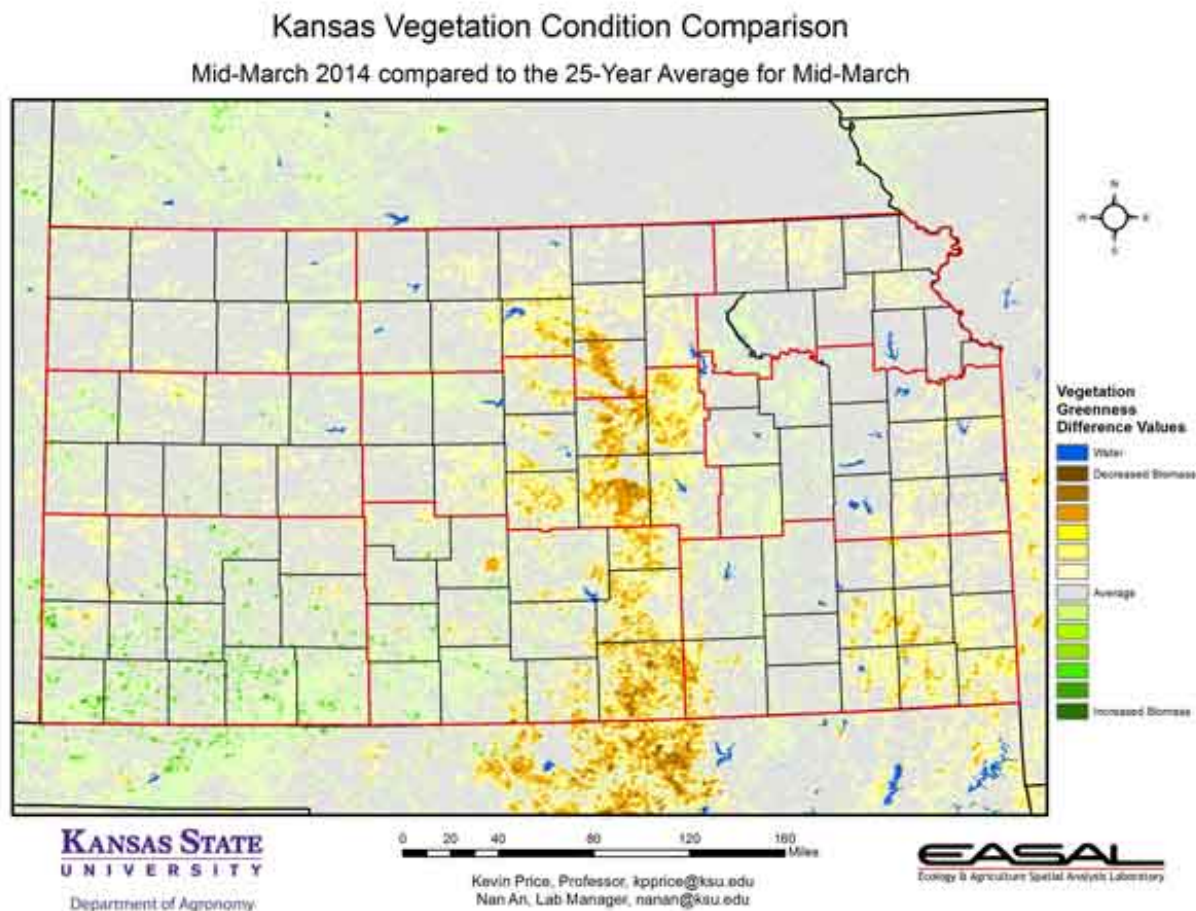 Kansas Vegetation Condition Comparison
Mid-March 2014 compared to the 25-Year Average for Mid-March
N
W
E
S
Vegetation
Greenness
Difference Values
Water
Decreased Biomass
Average
Increased Biomass
KANSAS STATE
UNIVERSITY
Department of Agronomy
0 20 40 80 120 160
Miles
Kevin Price, Professor, kpprice@ksu.edu
Nan An, Lab Manager, nanan@ksu.edu
EASAL
Ecology & Agriculture Spatial Analysis Laboratory